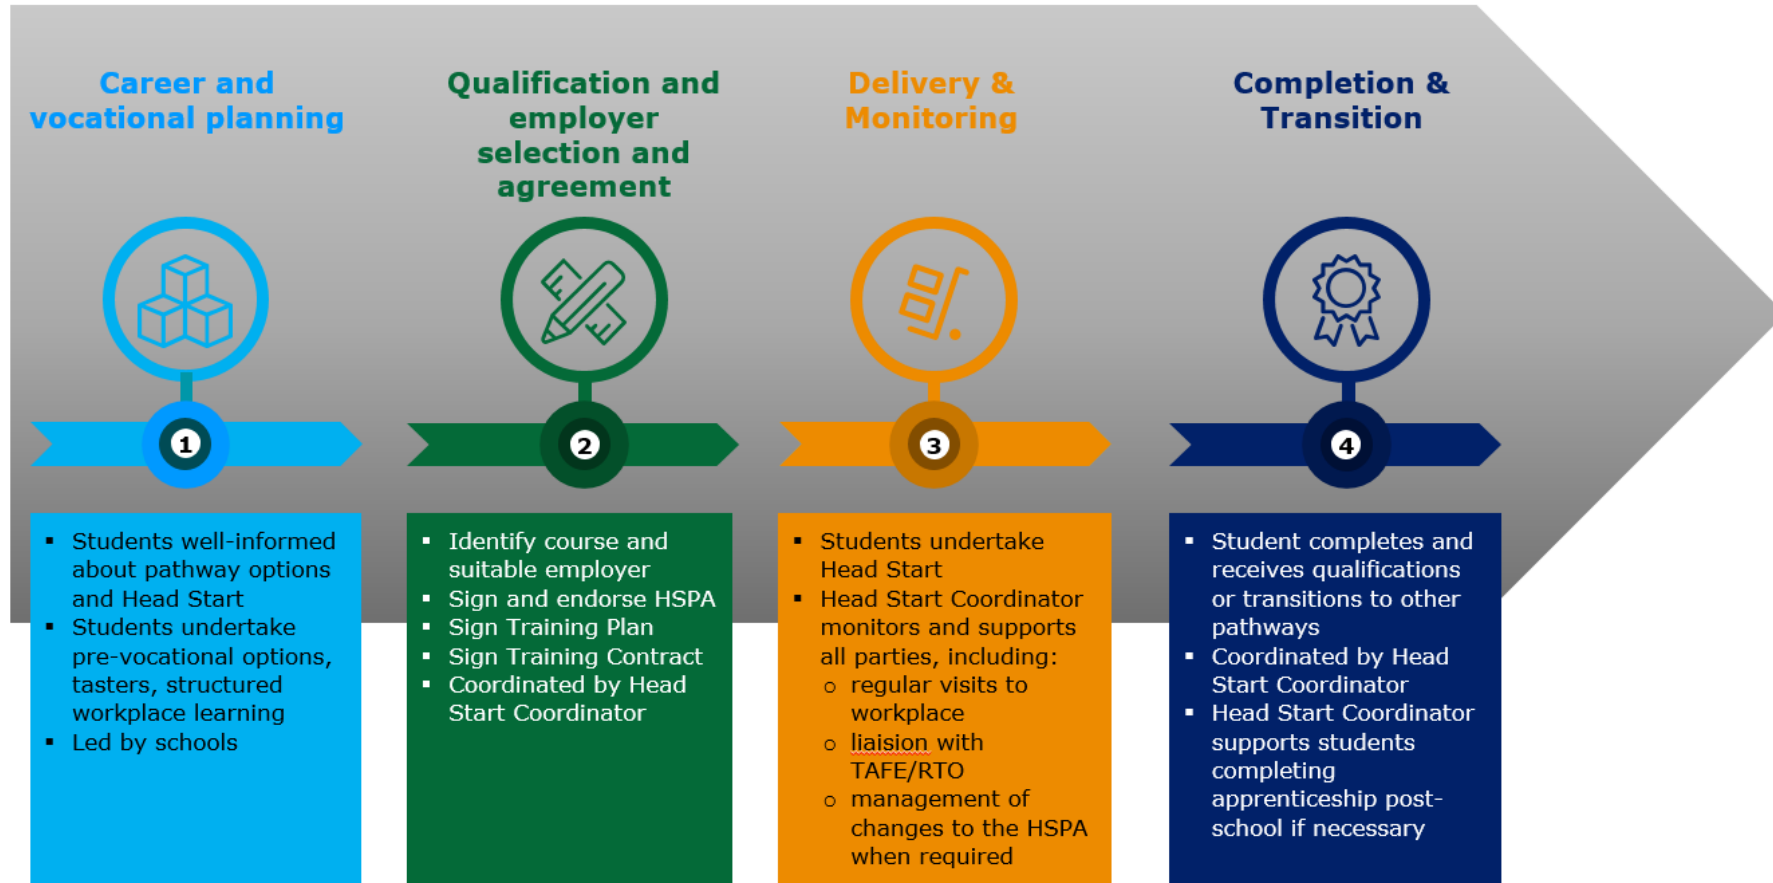 Career and
vocational planning
Qualification and
employer
selection and
agreement
Delivery &
Monitoring
Completion &
Transition
1
2
3
4
▪ Students well-informed
about pathway options
and Head Start
▪ Students undertake
pre-vocational options,
tasters, structured
workplace learning
▪ Led by schools
▪ Identify course and
suitable employer
▪ Sign and endorse HSPA
▪ Sign Training Plan
▪ Sign Training Contract
▪ Coordinated by Head
Start Coordinator
▪ Students undertake
Head Start
▪ Head Start Coordinator
monitors and supports
all parties, including:
o regular visits to
workplace
o liaision with
TAFE/RTO
o management of
changes to the HSPA
when required
▪ Student completes and
receives qualifications
or transitions to other
pathways
▪ Coordinated by Head
Start Coordinator
▪ Head Start Coordinator
supports students
completing
apprenticeship post-
school if necessary